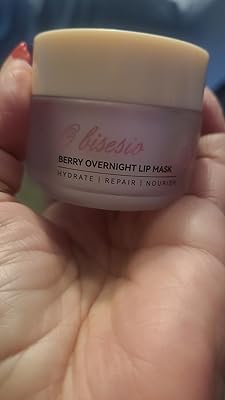 bisesio
BERRY OVERNIGHT LIP MASK
HYDRATE | REPAIR | NOURISH